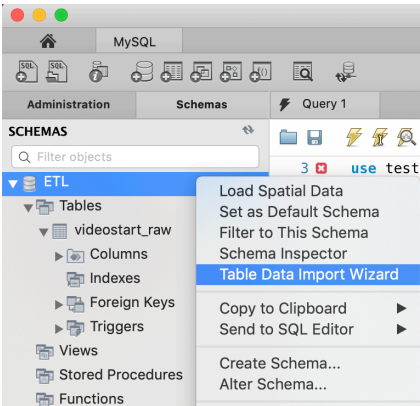 MySQL
SQL SQL
Administration Schemas Query 1
SCHEMAS
Filter objects
3 use test
ETL
Tables
videostart_raw
Columns
Indexes
Foreign Keys
Triggers
Views
Stored Procedures
Functions
Load Spatial Data
Set as Default Schema
Filter to This Schema
Schema Inspector
Table Data Import Wizard
Copy to Clipboard
Send to SQL Editor
Create Schema...
Alter Schema...